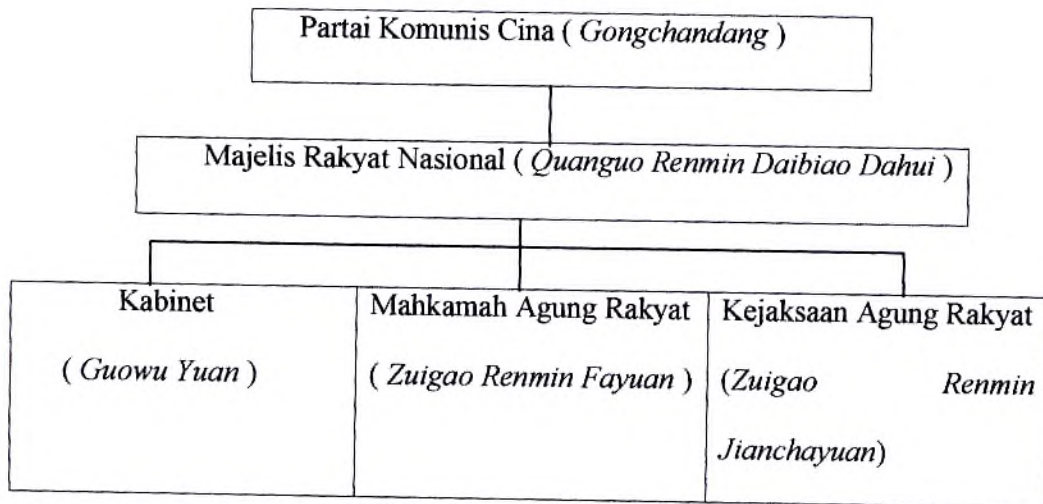 Partai Komunis Cina ( Gongchandang )
Majelis Rakyat Nasional ( Quanguo Renmin Daibiao Dahui )
Kabinet
( Guowu Yuan )
Mahkamah Agung Rakyat
( Zuigao Renmin Fayuan )
Kejaksaan Agung Rakyat
(Zuigao Renmin
Jianchayuan)